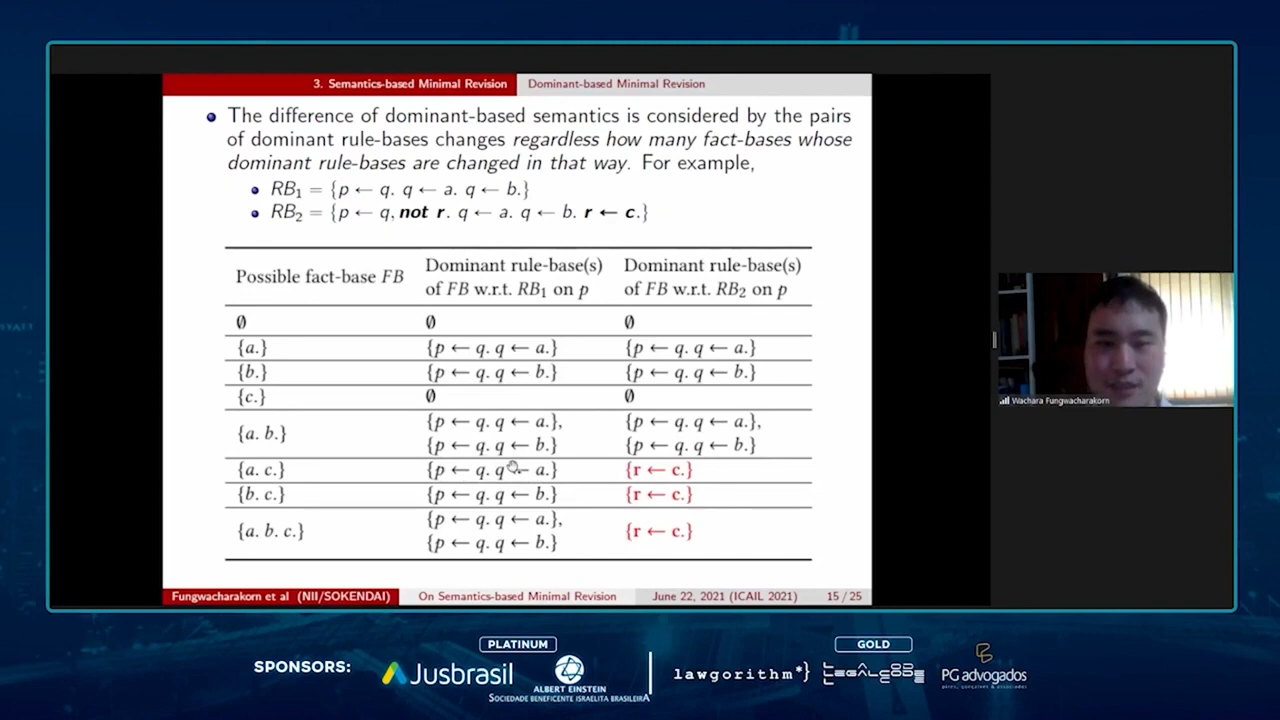 3. Semantics-based Minimal Revision Dominant-based Minimal Revision
The difference of dominant-based semantics is considered by the pairs
of dominant rule-bases changes regardless how many fact-bases whose
dominant rule-bases are changed in that way. For example,
RB₁ = {p ← q. q ← a. q ← b.}
RB₂ = {p ← q, not r. q ← a. q ← b. r ← c.}
Possible fact-base FB
Dominant rule-base(s)
of FB w.r.t. RB₁ on p
Dominant rule-base(s)
of FB w.r.t. RB₂ on p
∅ ∅ ∅
{a.} {p ← q. q ← a.} {p ← q. q ← a.}
{b.} {p ← q. q ← b.} {p ← q. q ← b.}
{c.} ∅ ∅
{a. b.}
{p ← q. q ← a.},
{p ← q. q ← b.}
{p ← q. q ← a.},
{p ← q. q ← b.}
{a. c.} {p ← q. q ← a.} {r ← c.}
{b. c.} {p ← q. q ← b.} {r ← c.}
{a. b. c.}
{p ← q. q ← a.},
{p ← q. q ← b.}
{r ← c.}
Wachara Fungwacharakorn
Fungwacharakorn et al (NII/SOKENDAI) On Semantics-based Minimal Revision June 22, 2021 (ICAIL 2021) 15 / 25
SPONSORS:
PLATINUM
Jusbrasil
ALBERT EINSTEIN
SOCIEDADE BENEFICENTE ISRAELITA BRASILEIRA
GOLD
lawgorithm*}
LEGALCODE
PG advogados